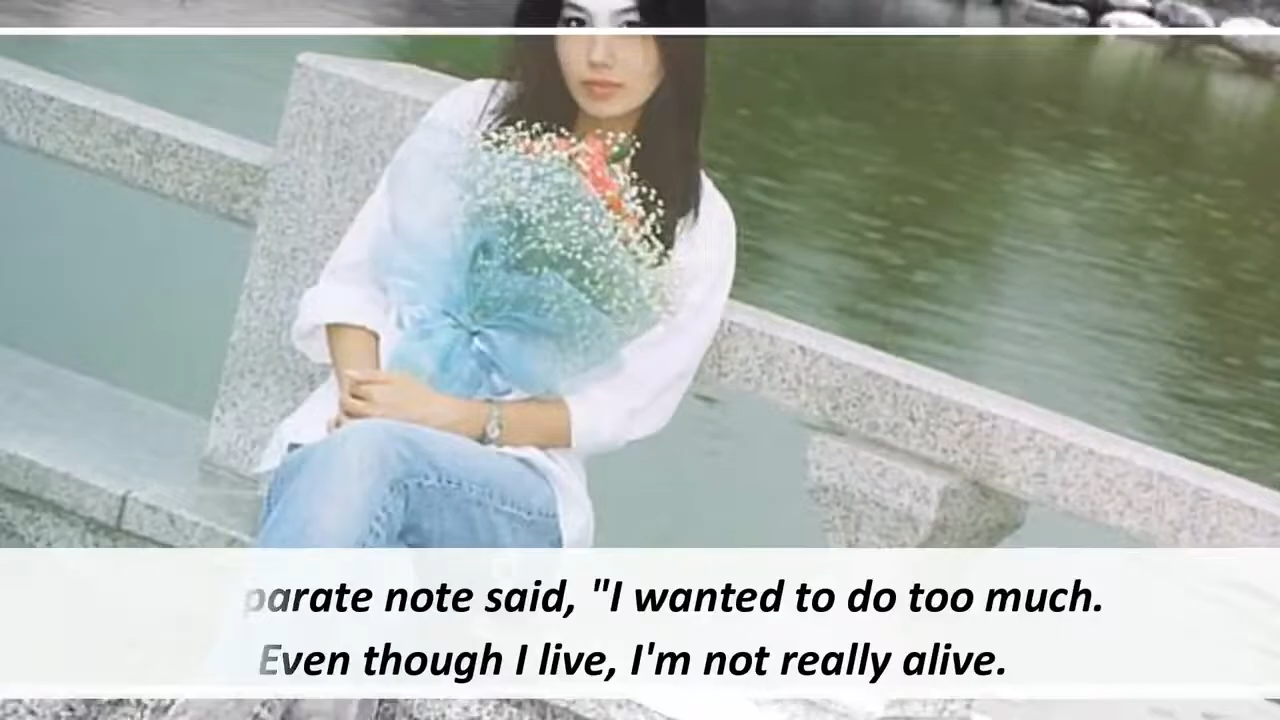 parate note said, "I wanted to do too much.
Even though I live, I'm not really alive.